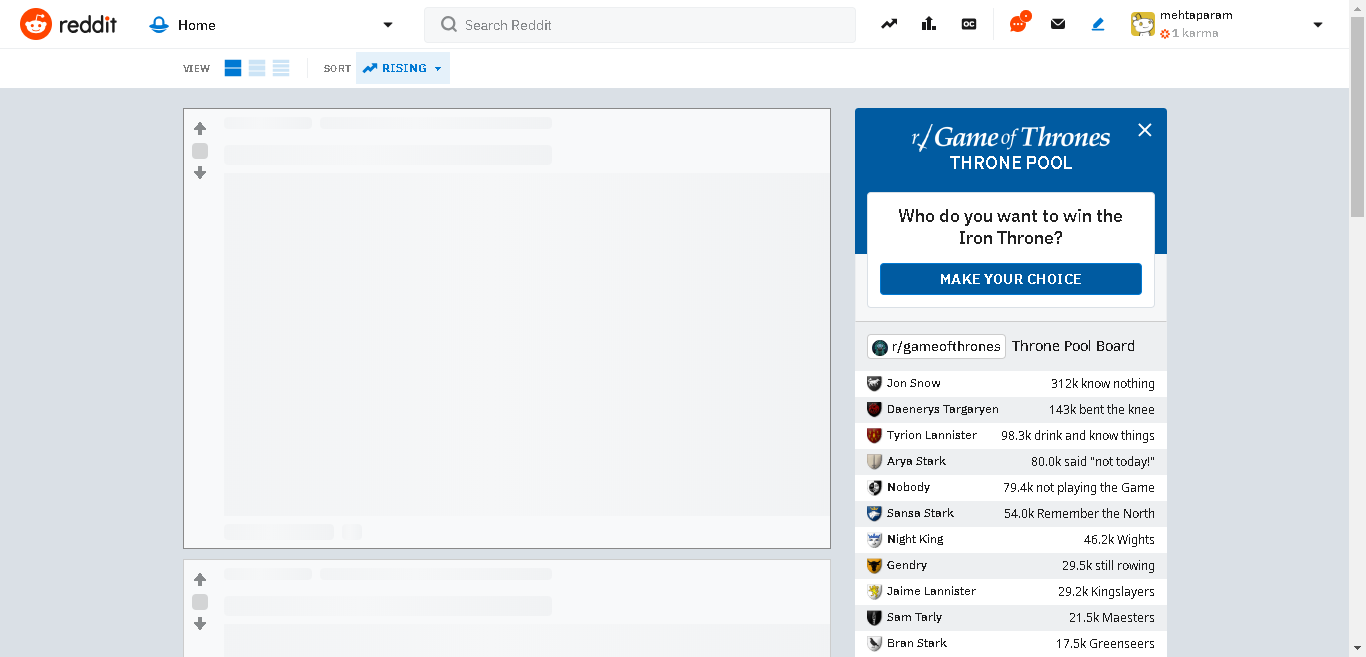 reddit
Home
Search Reddit
CC
mehtaparam
1 karma
VIEW
SORT
RISING
r/Game of Thrones
THRONE POOL
Who do you want to win the
Iron Throne?
MAKE YOUR CHOICE
r/gameofthrones Throne Pool Board
Jon Snow 312k know nothing
Daenerys Targaryen 143k bent the knee
Tyrion Lannister 98.3k drink and know things
Arya Stark 80.0k said "not today!"
Nobody 79.4k not playing the Game
Sansa Stark 54.0k Remember the North
Night King 46.2k Wights
Gendry 29.5k still rowing
Jaime Lannister 29.2k Kingslayers
Sam Tarly 21.5k Maesters
Bran Stark 17.5k Greenseers